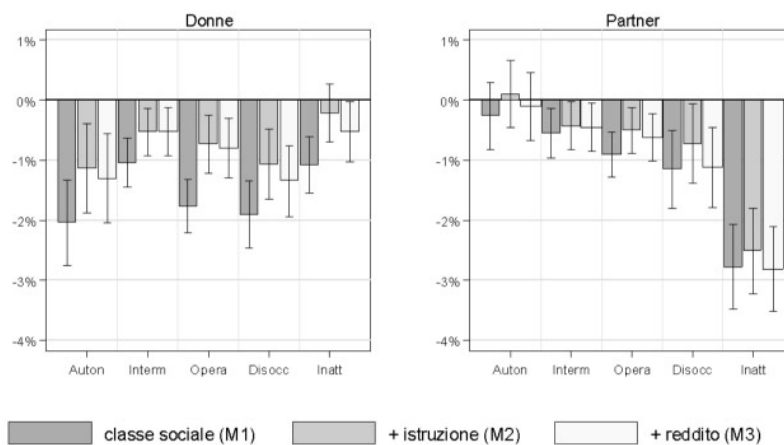 Donne
Partner
1%
0%
-1%
-2%
-3%
-4%
Auton Interm Opera Disocc Inatt
1%
0%
-1%
-2%
-3%
-4%
Auton Interm Opera Disocc Inatt
classe sociale (M1) + istruzione (M2) + reddito (M3)